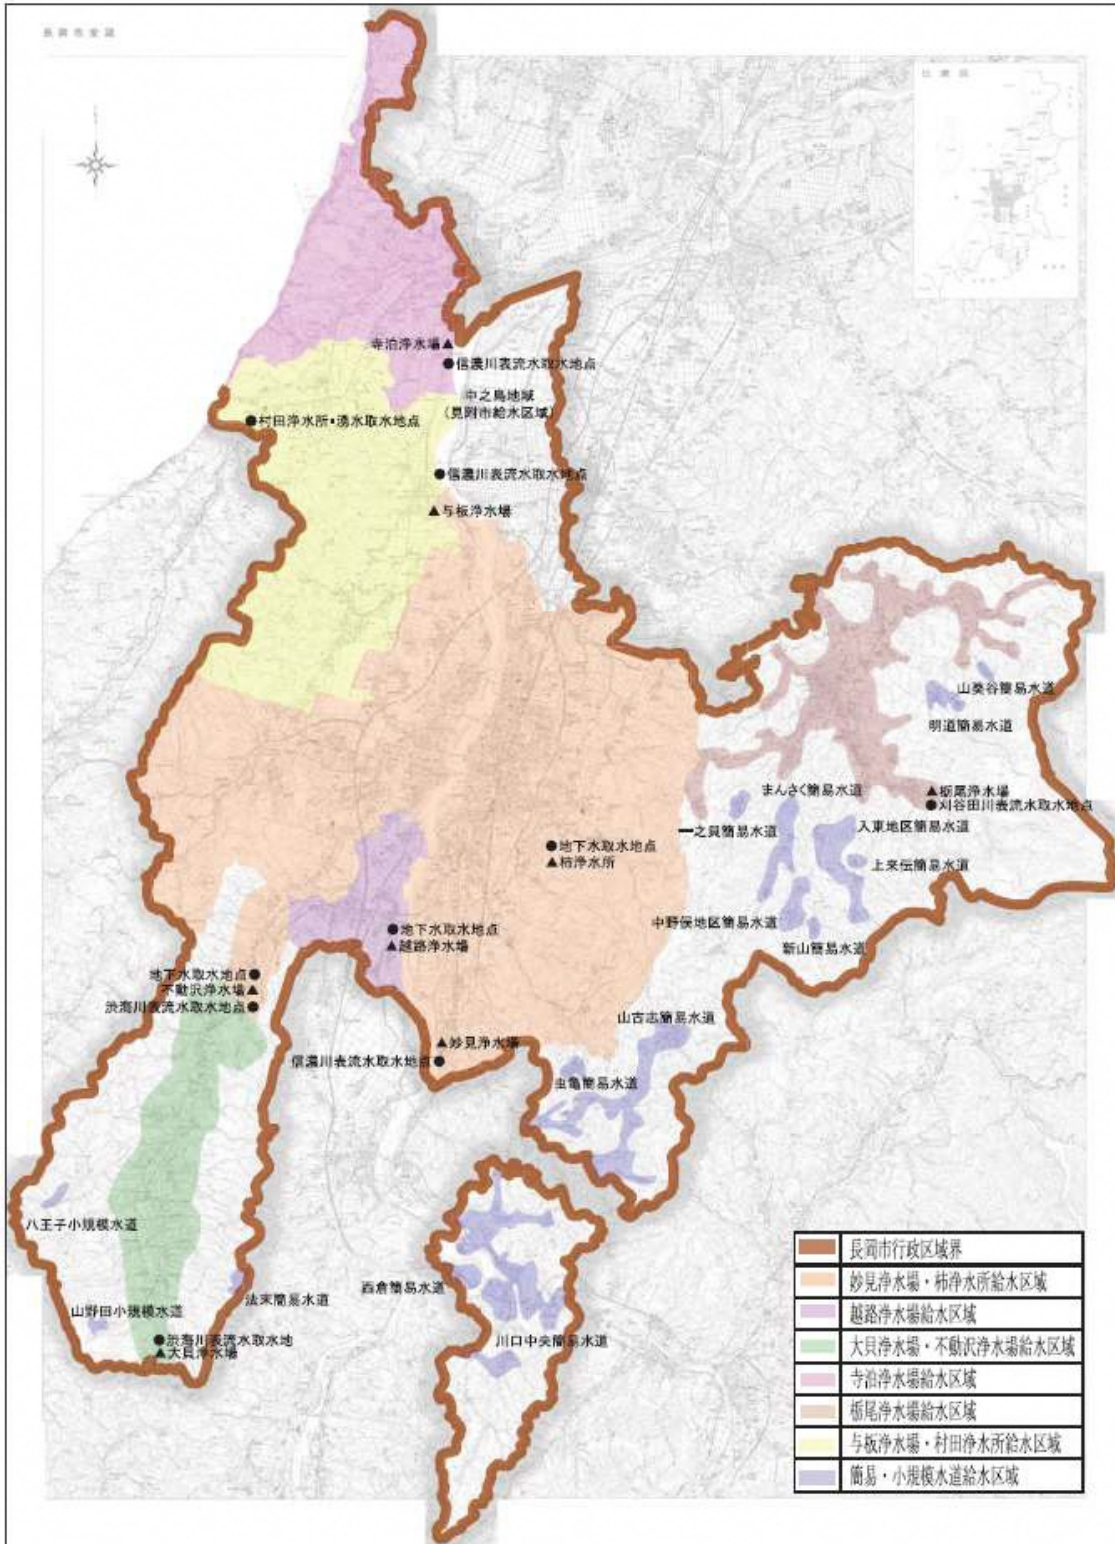 長岡市全図
位置図
寺泊浄水場▲
●信濃川表流水取水地点
中之島地域
(見附市給水区域)
●村田浄水所・湧水取水地点
●信濃川表流水取水地点
▲与板浄水場
山葵谷簡易水道
明道簡易水道
まんさく簡易水道
▲栃尾浄水場
●刈谷田川表流水取水地点
一之貝簡易水道
入東地区簡易水道
●地下水取水地点
▲柿浄水所
上来伝簡易水道
中野俣地区簡易水道
●地下水取水地点
▲越路浄水場
新山簡易水道
地下水取水地点●
不動沢浄水場▲
渋海川表流水取水地点●
山古志簡易水道
▲妙見浄水場
信濃川表流水取水地点●
虫亀簡易水道
八王子小規模水道
西倉簡易水道
法末簡易水道
山野田小規模水道
●渋海川表流水取水地
▲大貝浄水場
川口中央簡易水道
長岡市行政区域界
妙見浄水場・柿浄水所給水区域
越路浄水場給水区域
大貝浄水場・不動沢浄水場給水区域
寺泊浄水場給水区域
栃尾浄水場給水区域
与板浄水場・村田浄水所給水区域
簡易・小規模水道給水区域